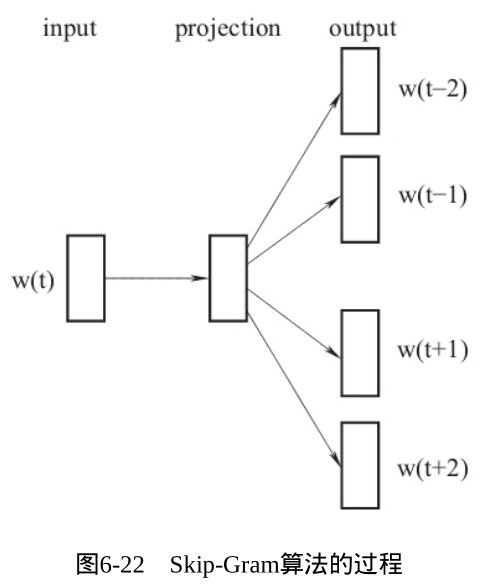 input projection output
w(t−2)
w(t−1)
w(t)
w(t+1)
w(t+2)
图6-22 Skip-Gram算法的过程